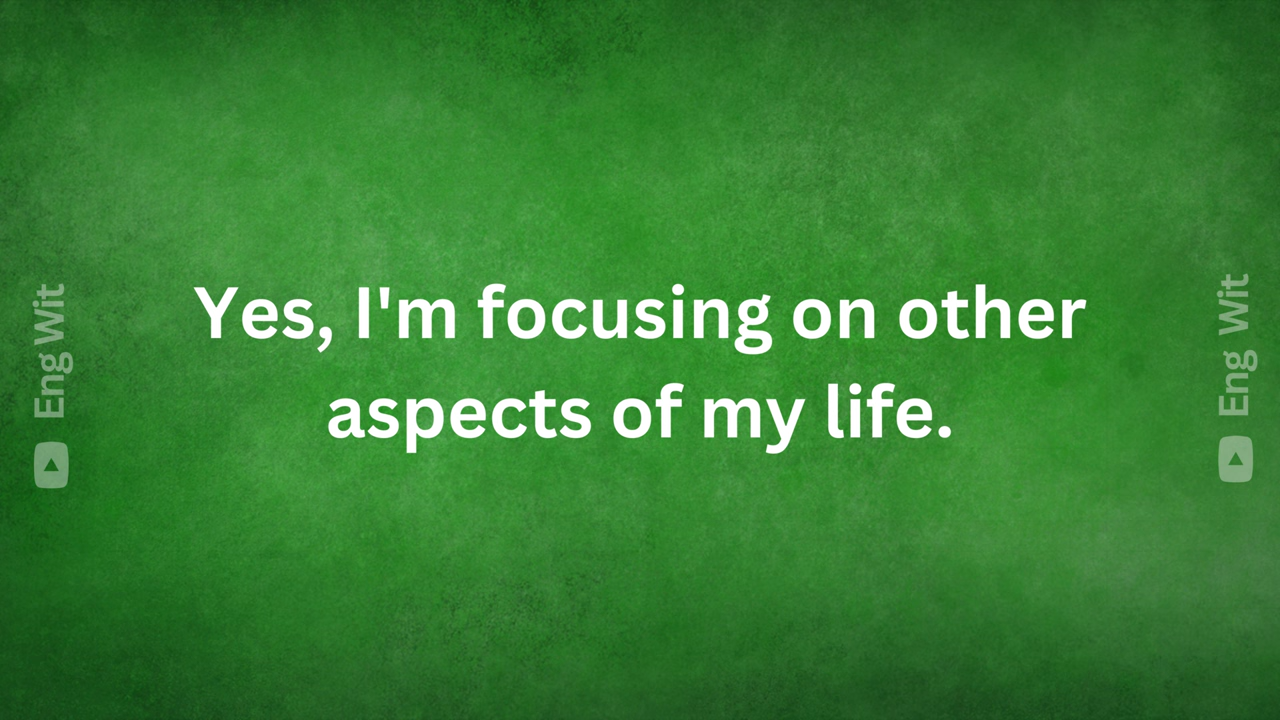 Yes, I'm focusing on other
aspects of my life.
Eng Wit
Eng Wit